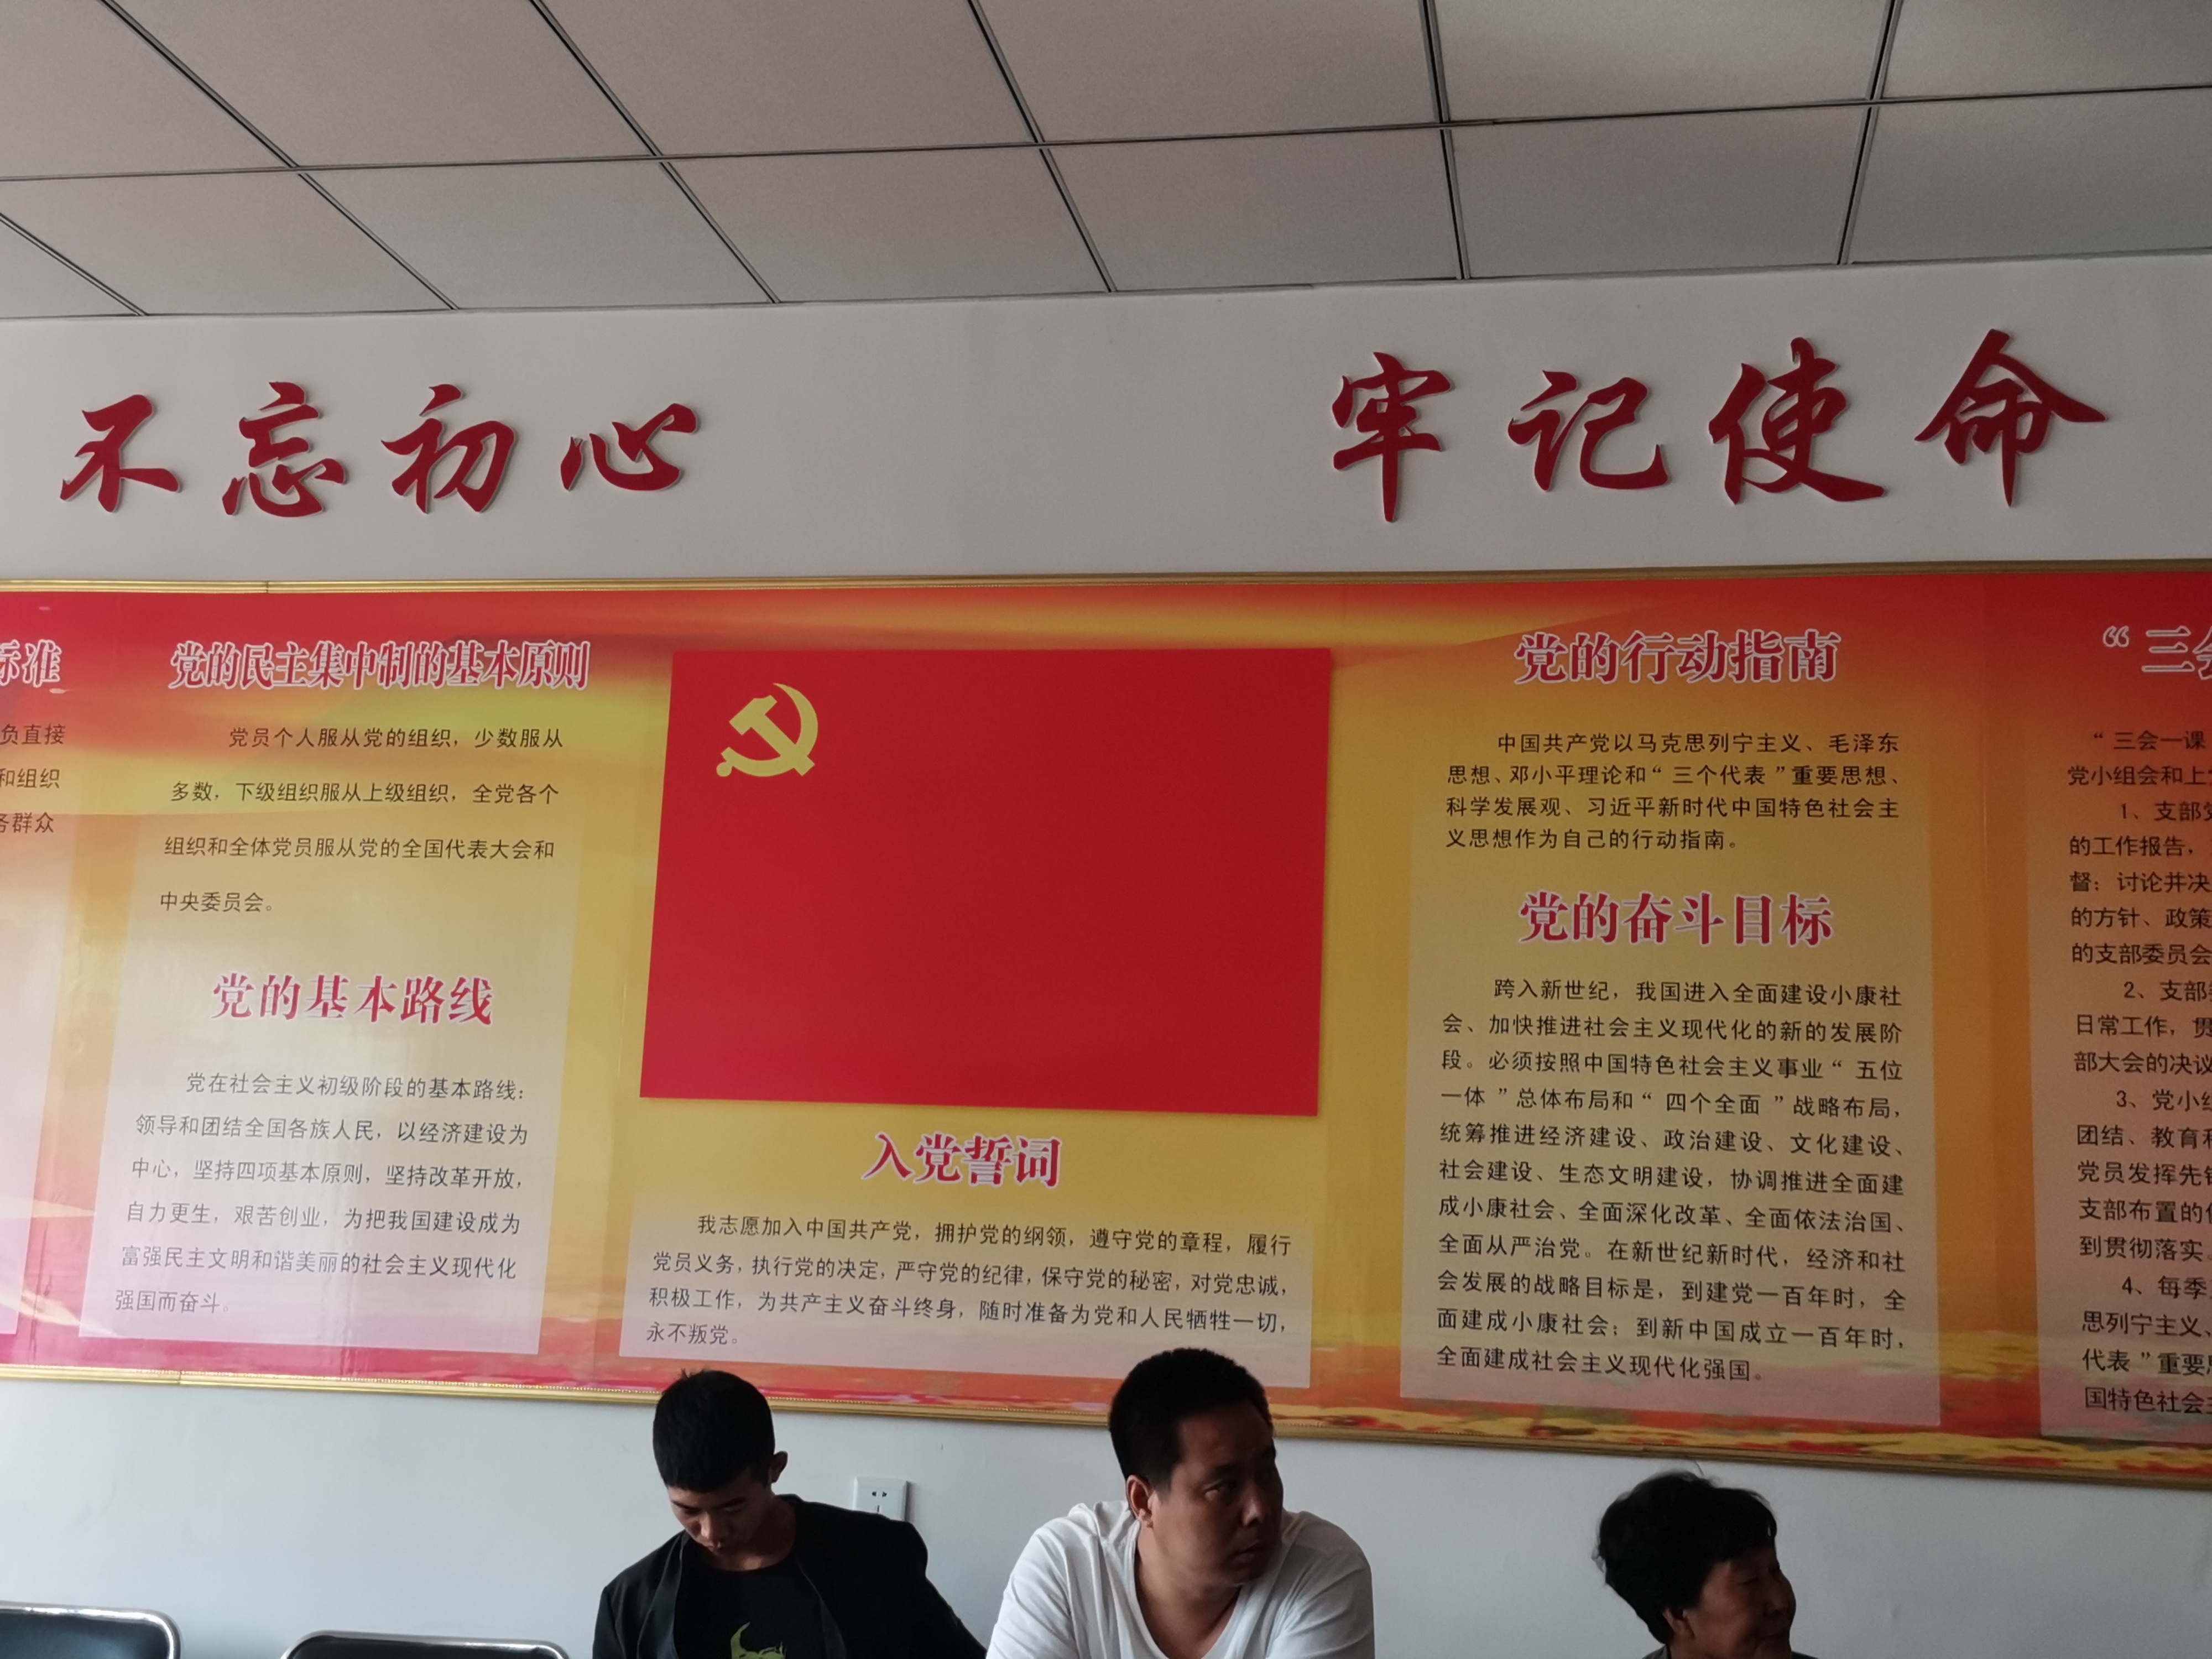 不忘初心
牢记使命
标准
负直接
和组织
务群众
党的民主集中制的基本原则
党员个人服从党的组织，少数服从
多数，下级组织服从上级组织，全党各个
组织和全体党员服从党的全国代表大会和
中央委员会。
党的基本路线
党在社会主义初级阶段的基本路线：
领导和团结全国各族人民，以经济建设为
中心，坚持四项基本原则，坚持改革开放，
自力更生，艰苦创业，为把我国建设成为
富强民主文明和谐美丽的社会主义现代化
强国而奋斗。
入党誓词
我志愿加入中国共产党，拥护党的纲领，遵守党的章程，履行
党员义务，执行党的决定，严守党的纪律，保守党的秘密，对党忠诚，
积极工作，为共产主义奋斗终身，随时准备为党和人民牺牲一切，
永不叛党。
党的行动指南
中国共产党以马克思列宁主义、毛泽东
思想、邓小平理论和“三个代表”重要思想、
科学发展观、习近平新时代中国特色社会主
义思想作为自己的行动指南。
党的奋斗目标
跨入新世纪，我国进入全面建设小康社
会、加快推进社会主义现代化的新的发展阶
段。必须按照中国特色社会主义事业“五位
一体”总体布局和“四个全面”战略布局，
统筹推进经济建设、政治建设、文化建设、
社会建设、生态文明建设，协调推进全面建
成小康社会、全面深化改革、全面依法治国、
全面从严治党。在新世纪新时代，经济和社
会发展的战略目标是，到建党一百年时，全
面建成小康社会；到新中国成立一百年时，
全面建成社会主义现代化强国。
“三会
“三会一课
党小组会和上
1、支部党
的工作报告，
督；讨论并决
的方针、政策
的支部委员会
2、支部
日常工作，贯
部大会的决议
3、党小组
团结、教育和
党员发挥先锋
支部布置的任
到贯彻落实。
4、每季
思列宁主义、
代表”重要思
国特色社会主